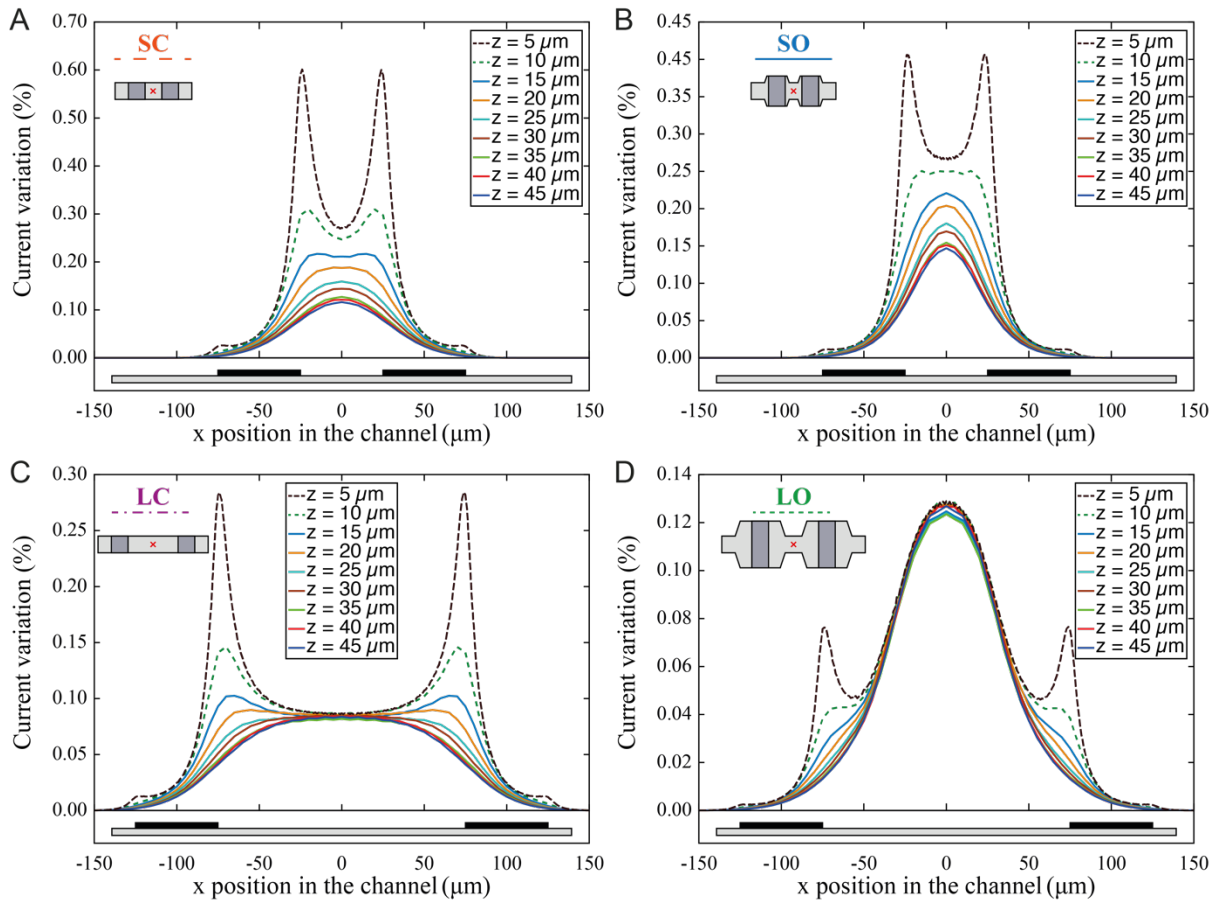 A
SC
0.70
0.60
0.50
0.40
0.30
0.20
0.10
0.00
Current variation (%)
z = 5 µm
z = 10 µm
z = 15 µm
z = 20 µm
z = 25 µm
z = 30 µm
z = 35 µm
z = 40 µm
z = 45 µm
-150 -100 -50 0 50 100 150
x position in the channel (µm)
B
SO
0.45
0.40
0.35
0.30
0.25
0.20
0.15
0.10
0.05
0.00
Current variation (%)
z = 5 µm
z = 10 µm
z = 15 µm
z = 20 µm
z = 25 µm
z = 30 µm
z = 35 µm
z = 40 µm
z = 45 µm
-150 -100 -50 0 50 100 150
x position in the channel (µm)
C
LC
0.30
0.25
0.20
0.15
0.10
0.05
0.00
Current variation (%)
z = 5 µm
z = 10 µm
z = 15 µm
z = 20 µm
z = 25 µm
z = 30 µm
z = 35 µm
z = 40 µm
z = 45 µm
-150 -100 -50 0 50 100 150
x position in the channel (µm)
D
LO
0.14
0.12
0.10
0.08
0.06
0.04
0.02
0.00
Current variation (%)
z = 5 µm
z = 10 µm
z = 15 µm
z = 20 µm
z = 25 µm
z = 30 µm
z = 35 µm
z = 40 µm
z = 45 µm
-150 -100 -50 0 50 100 150
x position in the channel (µm)